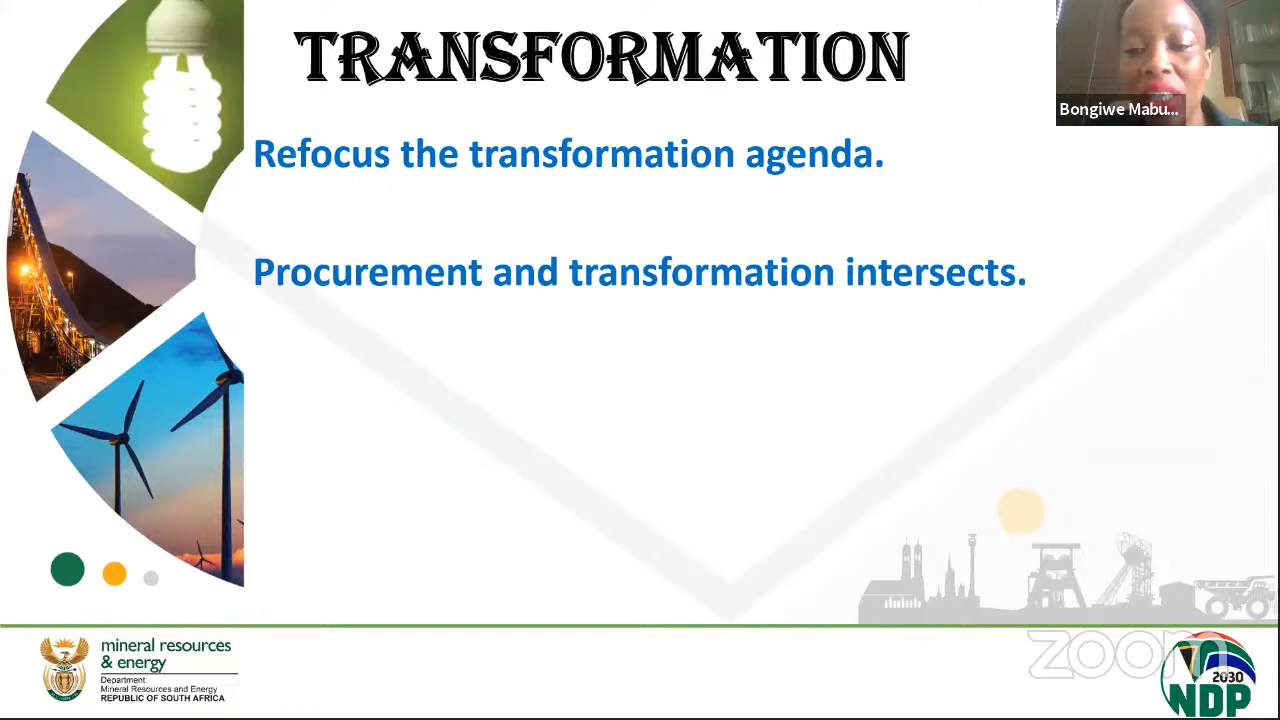 TRANSFORMATION
Bongiwe Mabu...
Refocus the transformation agenda.
Procurement and transformation intersects.
mineral resources
& energy
Department:
Mineral Resources and Energy
REPUBLIC OF SOUTH AFRICA
zoom
2030
NDP